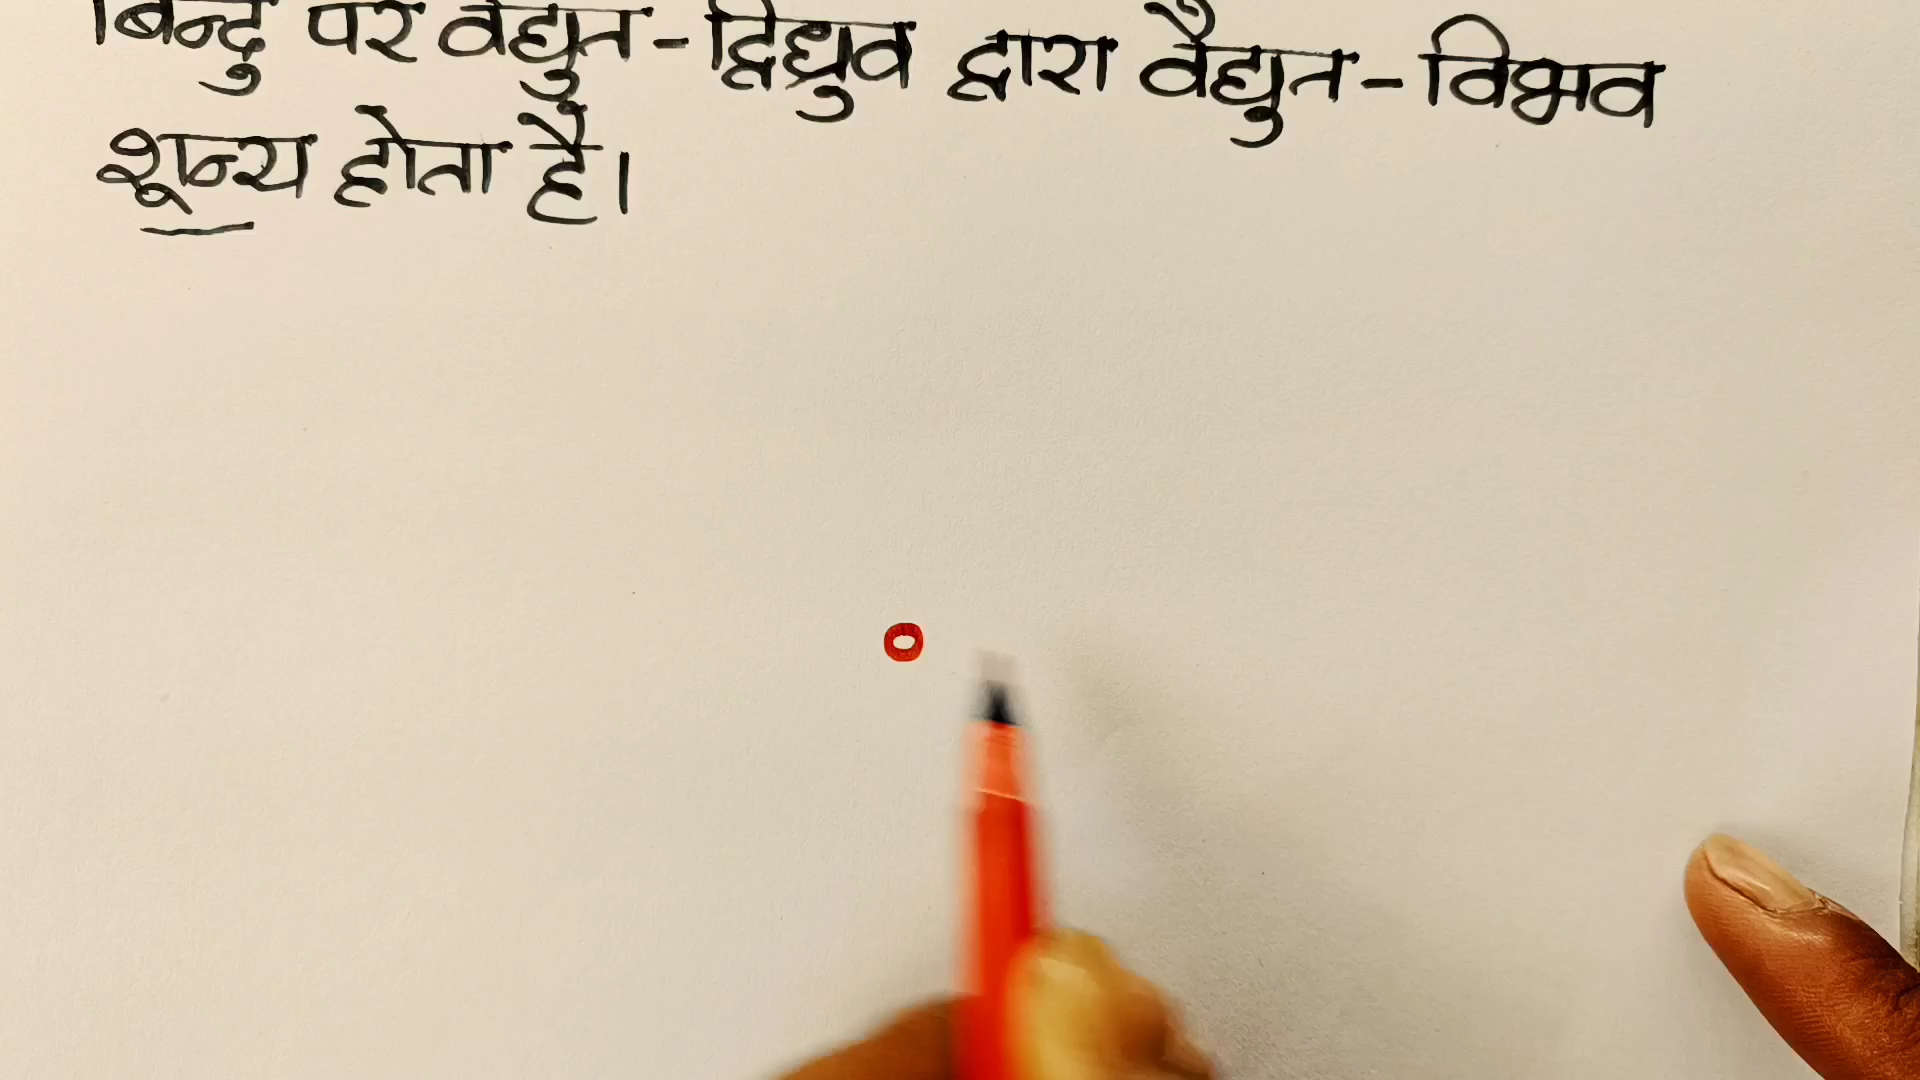 बिन्दु पर वैद्युत-द्विध्रुव द्वारा वैद्युत-विभव
शून्य होता है।